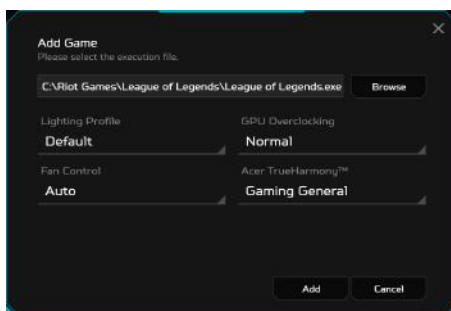 Add Game
Please select the execution file.
C:\Riot Games\League of Legends\League of Legends.exe
Browse
Lighting Profile
GPU Overclocking
Default
Normal
Fan Control
Acer TrueHarmony™
Auto
Gaming General
Add
Cancel